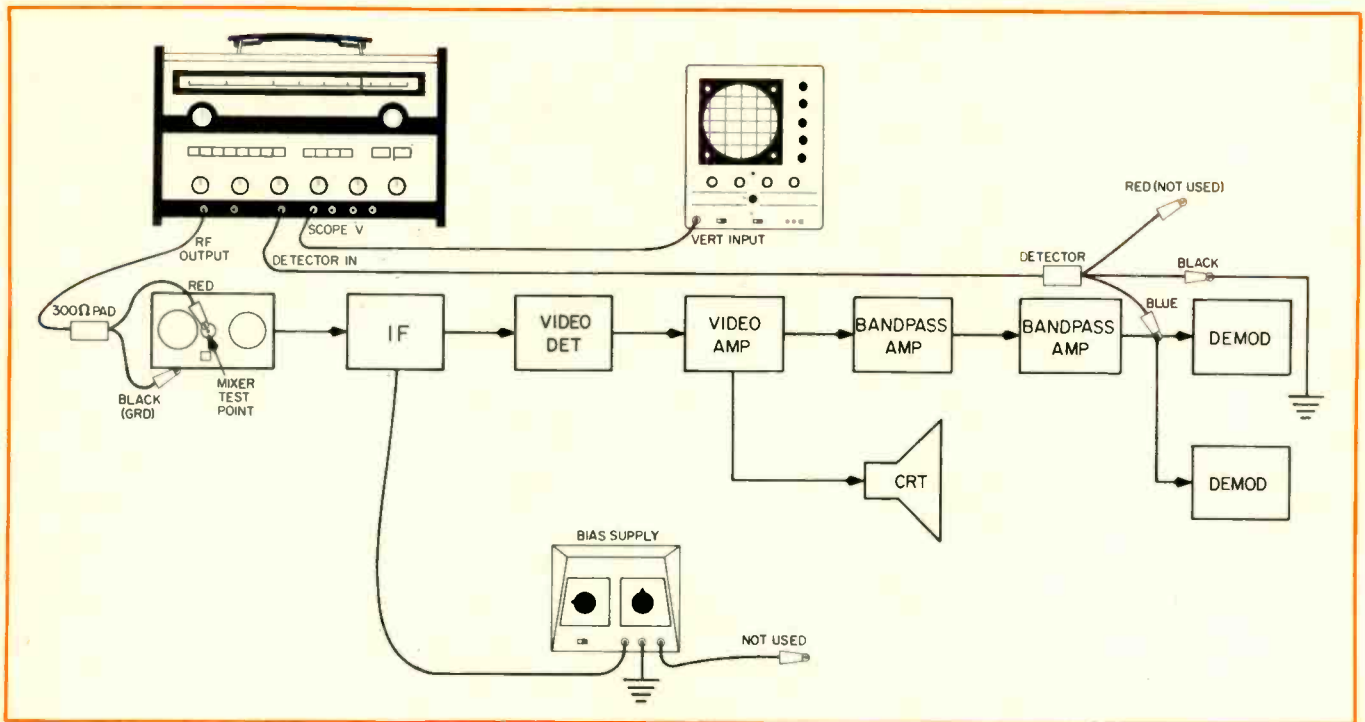 RF
OUTPUT
SCOPE V
DETECTOR IN
VERT INPUT
RED (NOT USED)
DETECTOR
BLACK
BLUE
300Ω PAD
RED
BLACK
(GRD)
MIXER
TEST
POINT
IF
VIDEO
DET
VIDEO
AMP
BANDPASS
AMP
BANDPASS
AMP
DEMOD
CRT
DEMOD
BIAS SUPPLY
NOT USED